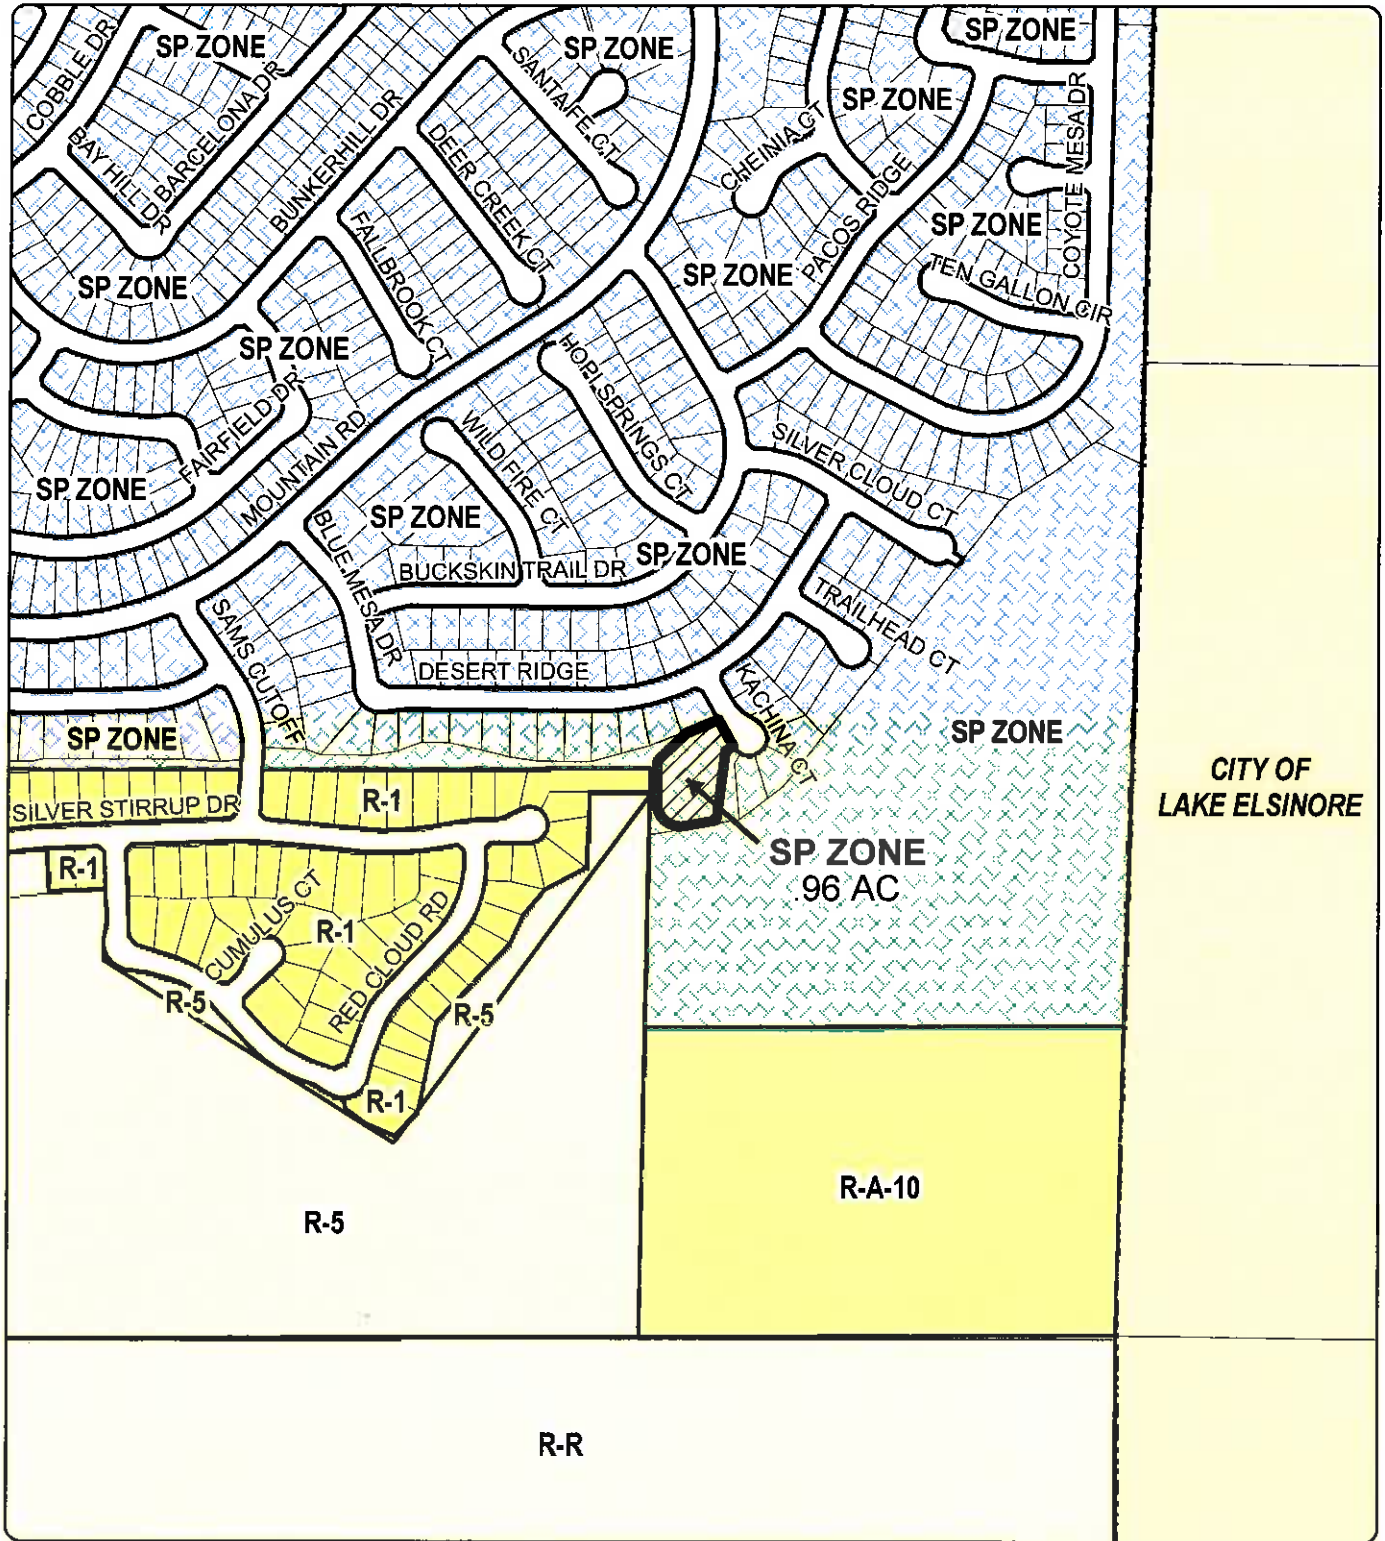 SP ZONE
SP ZONE
SP ZONE
COBBLE DR
BARCELONA DR
BAY HILL DR
BUNKERHILL DR
SANTA FE CT
DEER CREEK CT
CHEINIA CT
SP ZONE
COYOTE MESA DR
PACOS RIDGE
SP ZONE
FALLBROOK CT
SP ZONE
SP ZONE
TEN GALLON CIR
SP ZONE
HOPI SPRINGS CT
FAIRFIELD DR
MOUNTAIN RD
WILD FIRE CT
SILVER CLOUD CT
SP ZONE
SP ZONE
BLUE MESA DR
SP ZONE
BUCKSKIN TRAIL DR
TRAILHEAD CT
SAMS CUTOFF
DESERT RIDGE
KACHINA CT
SP ZONE
SP ZONE
CITY OF
LAKE ELSINORE
SILVER STIRRUP DR
R-1
SP ZONE
.96 AC
R-1
CUMULUS CT
R-1
RED CLOUD RD
R-5
R-5
R-1
R-A-10
R-5
R-R